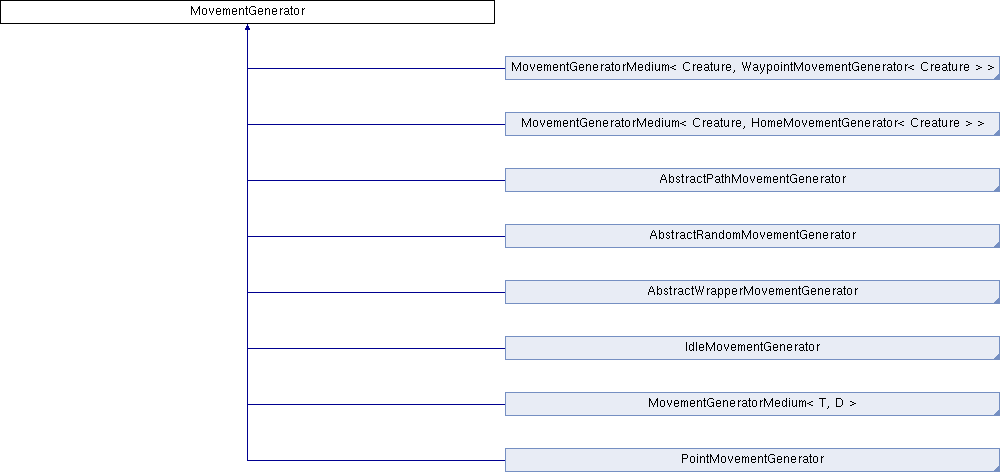 MovementGenerator
MovementGeneratorMedium< Creature, WaypointMovementGenerator< Creature > >
MovementGeneratorMedium< Creature, HomeMovementGenerator< Creature > >
AbstractPathMovementGenerator
AbstractRandomMovementGenerator
AbstractWrapperMovementGenerator
IdleMovementGenerator
MovementGeneratorMedium< T, D >
PointMovementGenerator